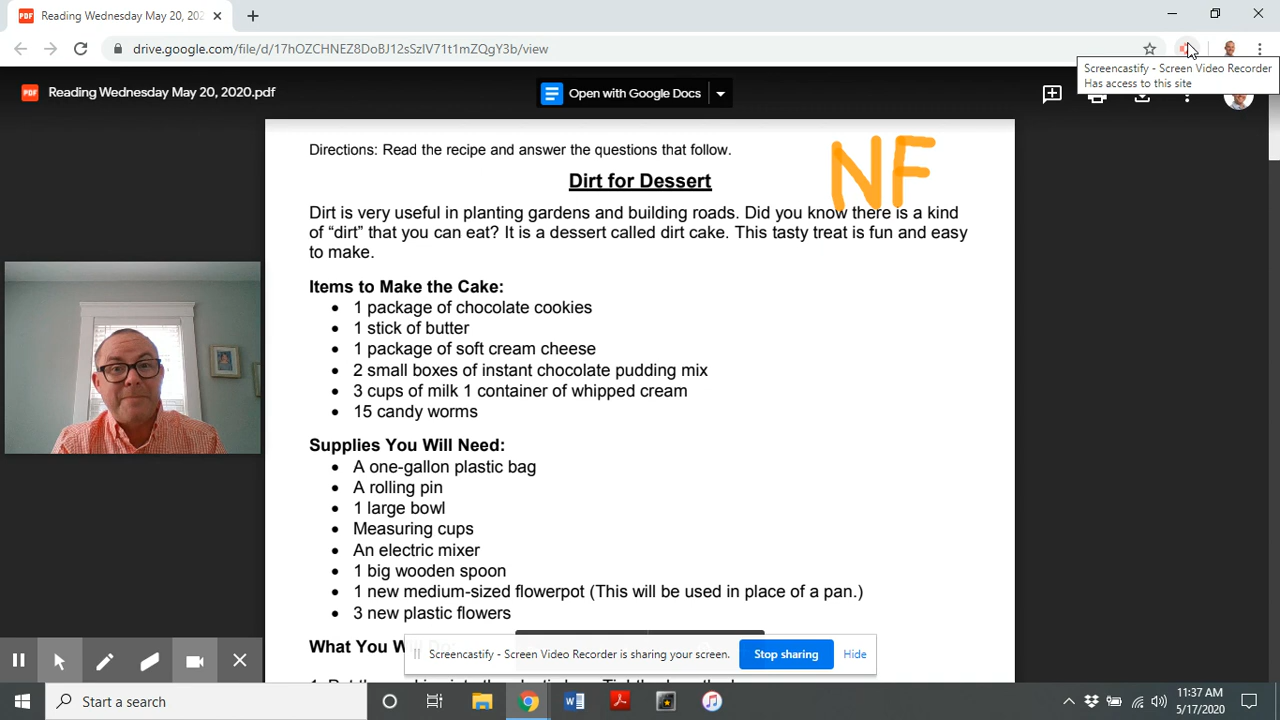 Reading Wednesday May 20, 202
drive.google.com/file/d/17hOZCHNEZ8DoBJ12sSzIV71t1mZQgY3b/view
Screencastify - Screen Video Recorder
Has access to this site
Reading Wednesday May 20, 2020.pdf
Open with Google Docs
Directions: Read the recipe and answer the questions that follow.
NF
Dirt for Dessert
Dirt is very useful in planting gardens and building roads. Did you know there is a kind
of “dirt” that you can eat? It is a dessert called dirt cake. This tasty treat is fun and easy
to make.
Items to Make the Cake:
• 1 package of chocolate cookies
• 1 stick of butter
• 1 package of soft cream cheese
• 2 small boxes of instant chocolate pudding mix
• 3 cups of milk 1 container of whipped cream
• 15 candy worms
Supplies You Will Need:
• A one-gallon plastic bag
• A rolling pin
• 1 large bowl
• Measuring cups
• An electric mixer
• 1 big wooden spoon
• 1 new medium-sized flowerpot (This will be used in place of a pan.)
• 3 new plastic flowers
What You
Screencastify - Screen Video Recorder is sharing your screen.
Stop sharing
Hide
Start a search
11:37 AM
5/17/2020